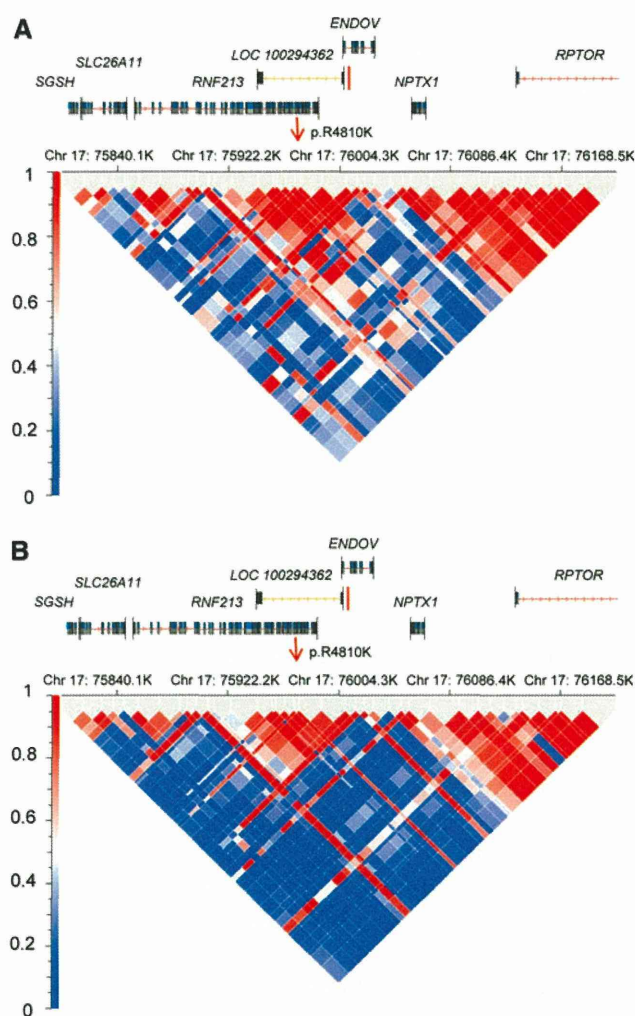 A
ENDOV
SLC26A11
LOC 100294362
RPTOR
SGSH
RNF213
NPTX1
p.R4810K
Chr 17: 75840.1K Chr 17: 75922.2K Chr 17: 76004.3K Chr 17: 76086.4K Chr 17: 76168.5K
1
0.8
0.6
0.4
0.2
0
B
ENDOV
SLC26A11
LOC 100294362
RPTOR
SGSH
RNF213
NPTX1
p.R4810K
Chr 17: 75840.1K Chr 17: 75922.2K Chr 17: 76004.3K Chr 17: 76086.4K Chr 17: 76168.5K
1
0.8
0.6
0.4
0.2
0